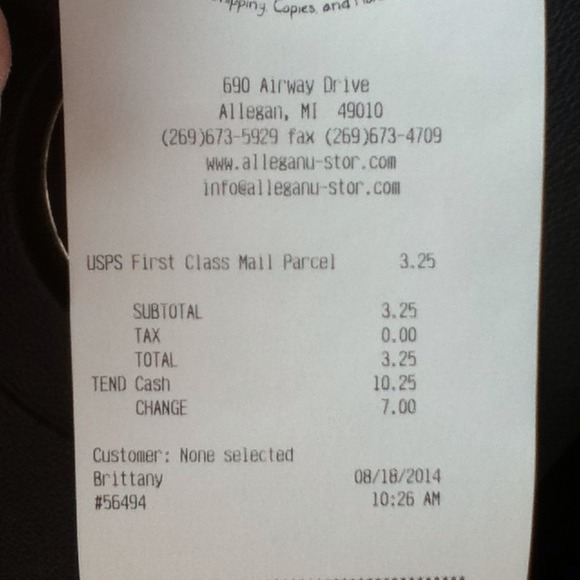 Copies, and
690 Airway Drive
Allegan, MI 49010
(269)673-5929 fax (269)673-4709
www.alleganu-stor.com
info@alleganu-stor.com
USPS First Class Mail Parcel 3.25
SUBTOTAL 3.25
TAX 0.00
TOTAL 3.25
TEND Cash 10.25
CHANGE 7.00
Customer: None selected
Brittany 08/18/2014
#56494 10:26 AM